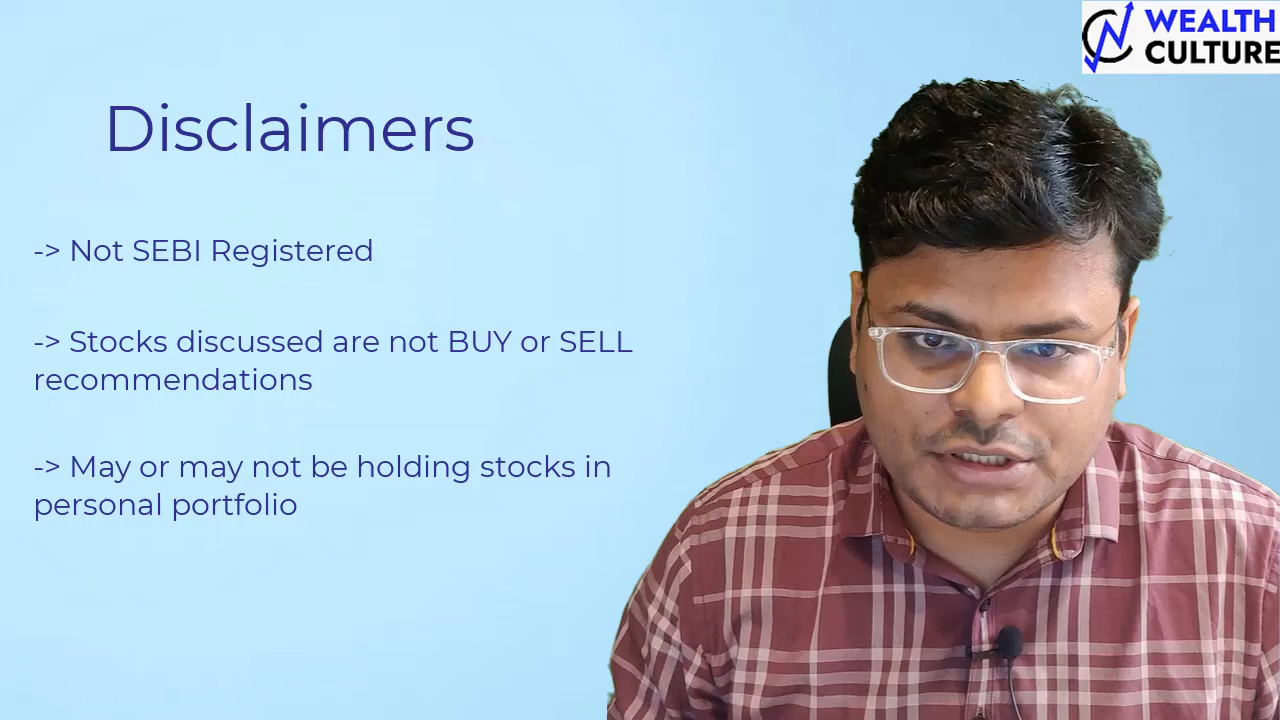 WEALTH
CULTURE
Disclaimers
-> Not SEBI Registered
-> Stocks discussed are not BUY or SELL
recommendations
-> May or may not be holding stocks in
personal portfolio